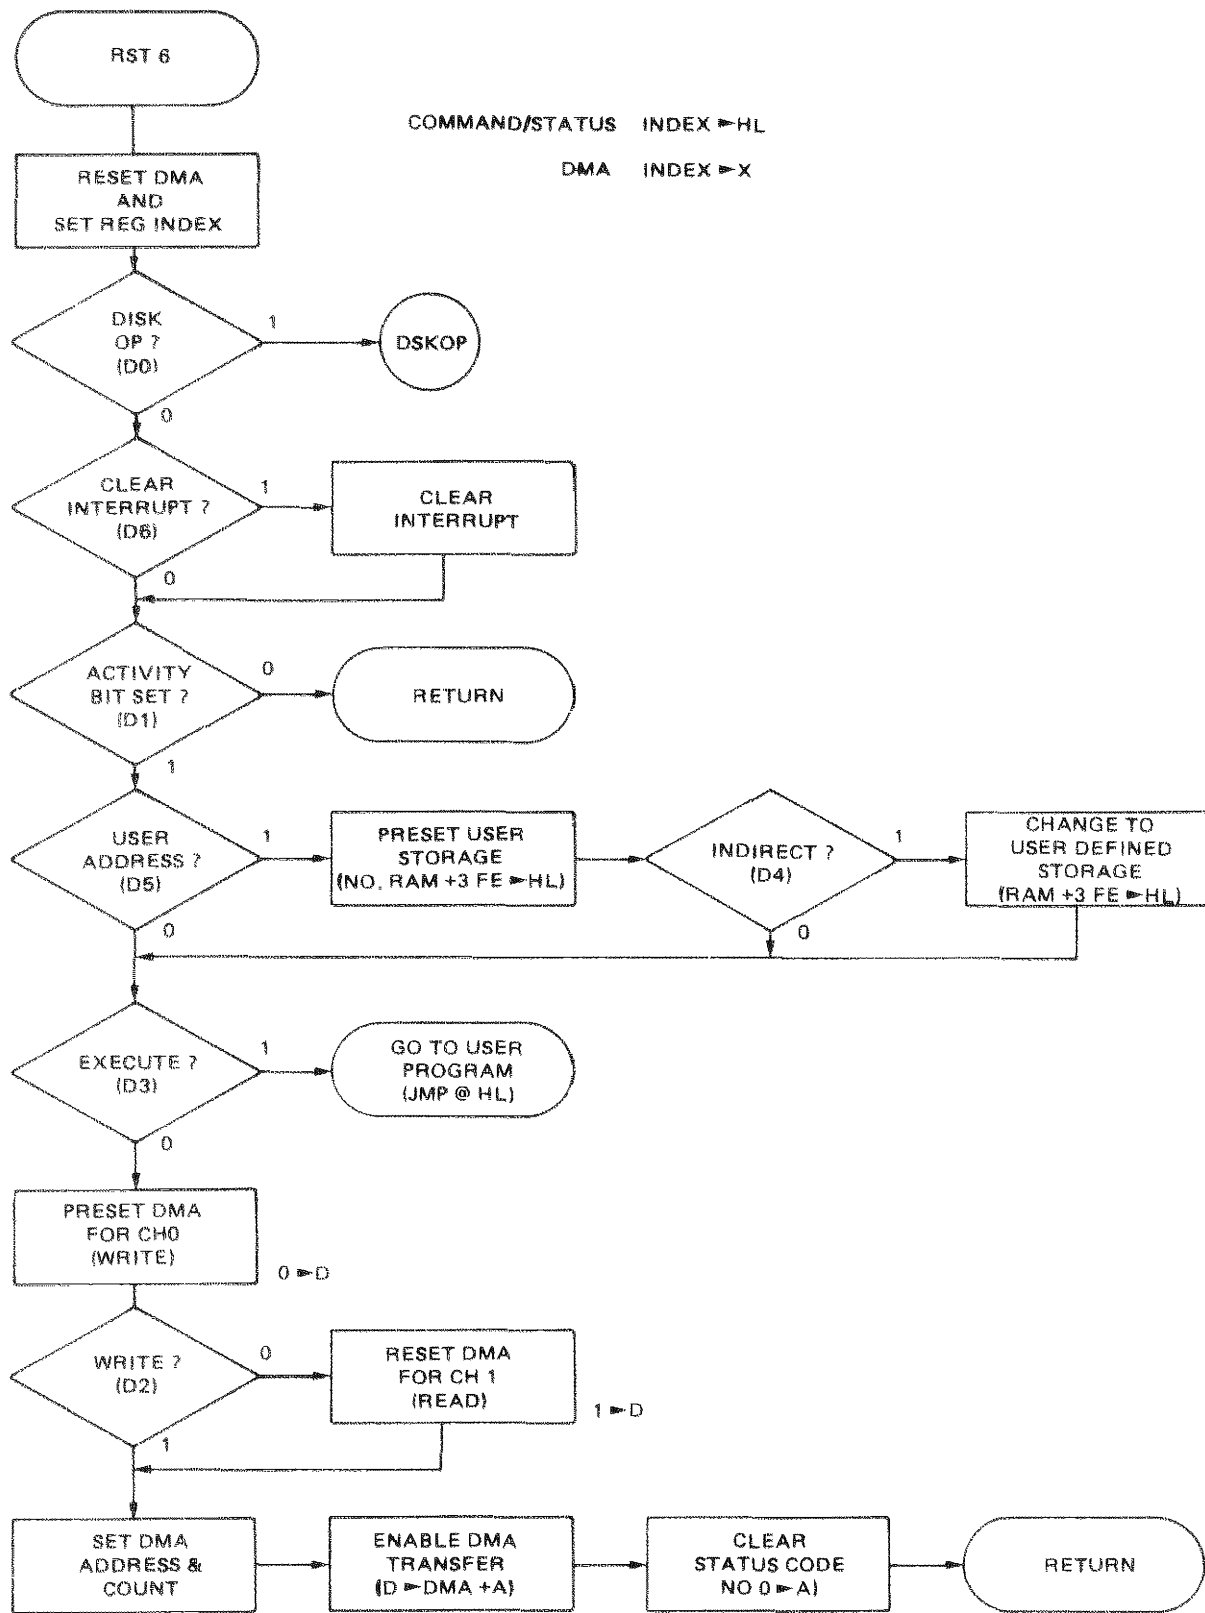 RST 6
COMMAND/STATUS INDEX ►HL
DMA INDEX ►X
RESET DMA
AND
SET REG INDEX
DISK
OP ?
(D0)
1
DSKOP
0
CLEAR
INTERRUPT ?
(D6)
1
CLEAR
INTERRUPT
0
ACTIVITY
BIT SET ?
(D1)
0
RETURN
1
USER
ADDRESS ?
(D5)
1
PRESET USER
STORAGE
(NO, RAM +3 FE ►HL)
INDIRECT ?
(D4)
1
CHANGE TO
USER DEFINED
STORAGE
(RAM +3 FE ►HL)
0
0
EXECUTE ?
(D3)
1
GO TO USER
PROGRAM
(JMP @ HL)
0
PRESET DMA
FOR CH0
(WRITE)
0 ►D
WRITE ?
(D2)
0
RESET DMA
FOR CH 1
(READ)
1 ►D
1
SET DMA
ADDRESS &
COUNT
ENABLE DMA
TRANSFER
(D ►DMA +A)
CLEAR
STATUS CODE
NO 0 ►A)
RETURN